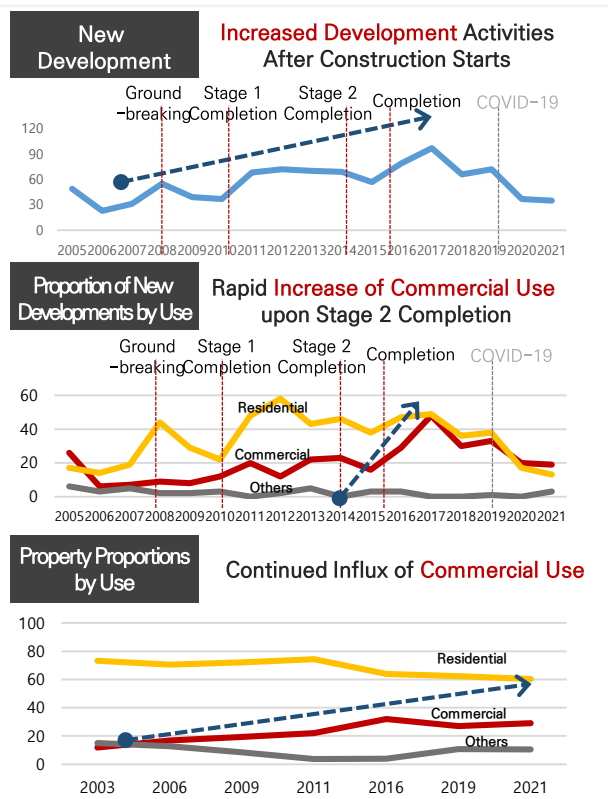 New
Development
Increased Development Activities
After Construction Starts
Ground
-breaking
Stage 1
Completion
Stage 2
Completion
Completion
COVID-19
120
90
60
30
0
2005 2006 2007 2008 2009 2010 2011 2012 2013 2014 2015 2016 2017 2018 2019 2020 2021
Proportion of New
Developments by Use
Rapid Increase of Commercial Use
upon Stage 2 Completion
Ground
-breaking
Stage 1
Completion
Stage 2
Completion
Completion
COVID-19
60
40
20
0
Residential
Commercial
Others
2005 2006 2007 2008 2009 2010 2011 2012 2013 2014 2015 2016 2017 2018 2019 2020 2021
Property Proportions
by Use
Continued Influx of Commercial Use
100
80
60
40
20
0
Residential
Commercial
Others
2003 2006 2009 2011 2016 2019 2021